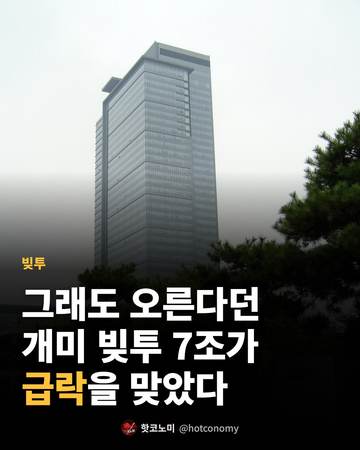 빚투
그래도 오른다던
개미 빚투 7조가
급락을 맞았다
핫코노미 @hotconomy